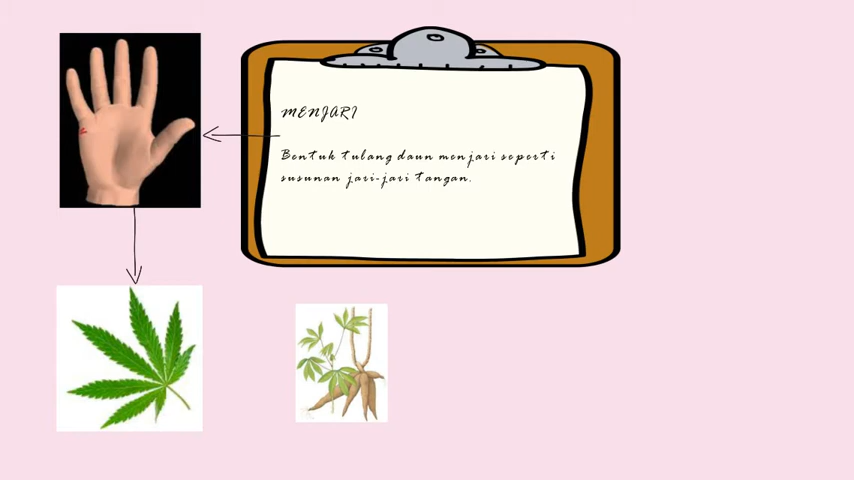 MENJARI
Bentuk tulang daun menjari seperti
susunan jari-jari tangan.